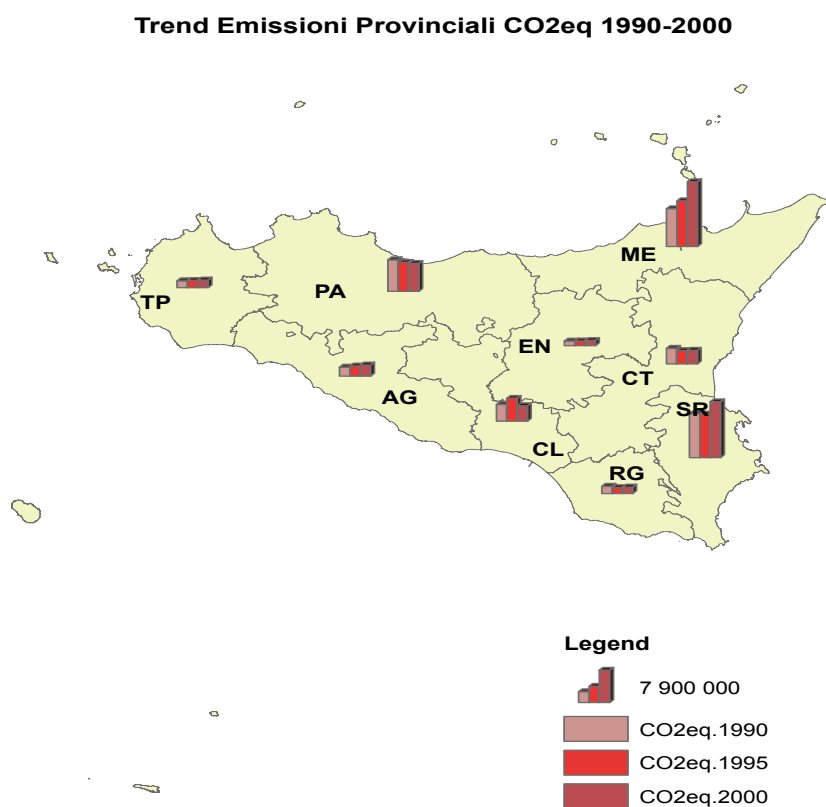 Trend Emissioni Provinciali CO2eq 1990-2000
ME
PA
TP
EN
CT
AG
SR
CL
RG
Legend
7 900 000
CO2eq.1990
CO2eq.1995
CO2eq.2000